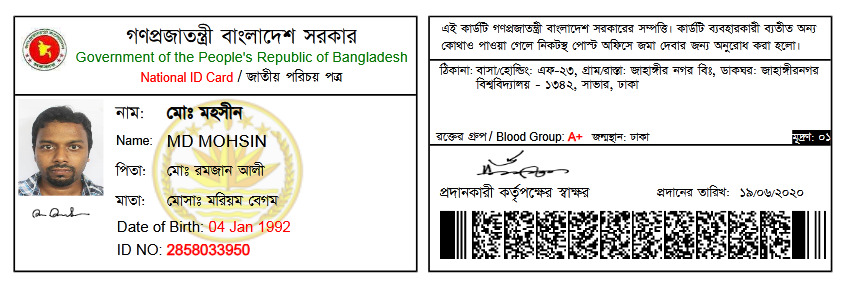 গণপ্রজাতন্ত্রী বাংলাদেশ সরকার
Government of the People's Republic of Bangladesh
National ID Card / জাতীয় পরিচয় পত্র
নাম: মোঃ মহসীন
Name: MD MOHSIN
পিতা: মোঃ রমজান আলী
মাতা: মোসাঃ মরিয়ম বেগম
Date of Birth: 04 Jan 1992
ID NO: 2858033950
এই কার্ডটি গণপ্রজাতন্ত্রী বাংলাদেশ সরকারের সম্পত্তি। কার্ডটি ব্যবহারকারী ব্যতীত অন্য
কোথাও পাওয়া গেলে নিকটস্থ পোস্ট অফিসে জমা দেবার জন্য অনুরোধ করা হলো।
ঠিকানা: বাসা/হোল্ডিং: এফ-২৩, গ্রাম/রাস্তা: জাহাঙ্গীর নগর বিঃ, ডাকঘর: জাহাঙ্গীরনগর
বিশ্ববিদ্যালয় - ১৩৪২, সাভার, ঢাকা
রক্তের গ্রুপ/ Blood Group: A+ জন্মস্থান: ঢাকা মূদ্রণ: ০১
প্রদানকারী কর্তৃপক্ষের স্বাক্ষর প্রদানের তারিখ: ১৯/০৬/২০২০